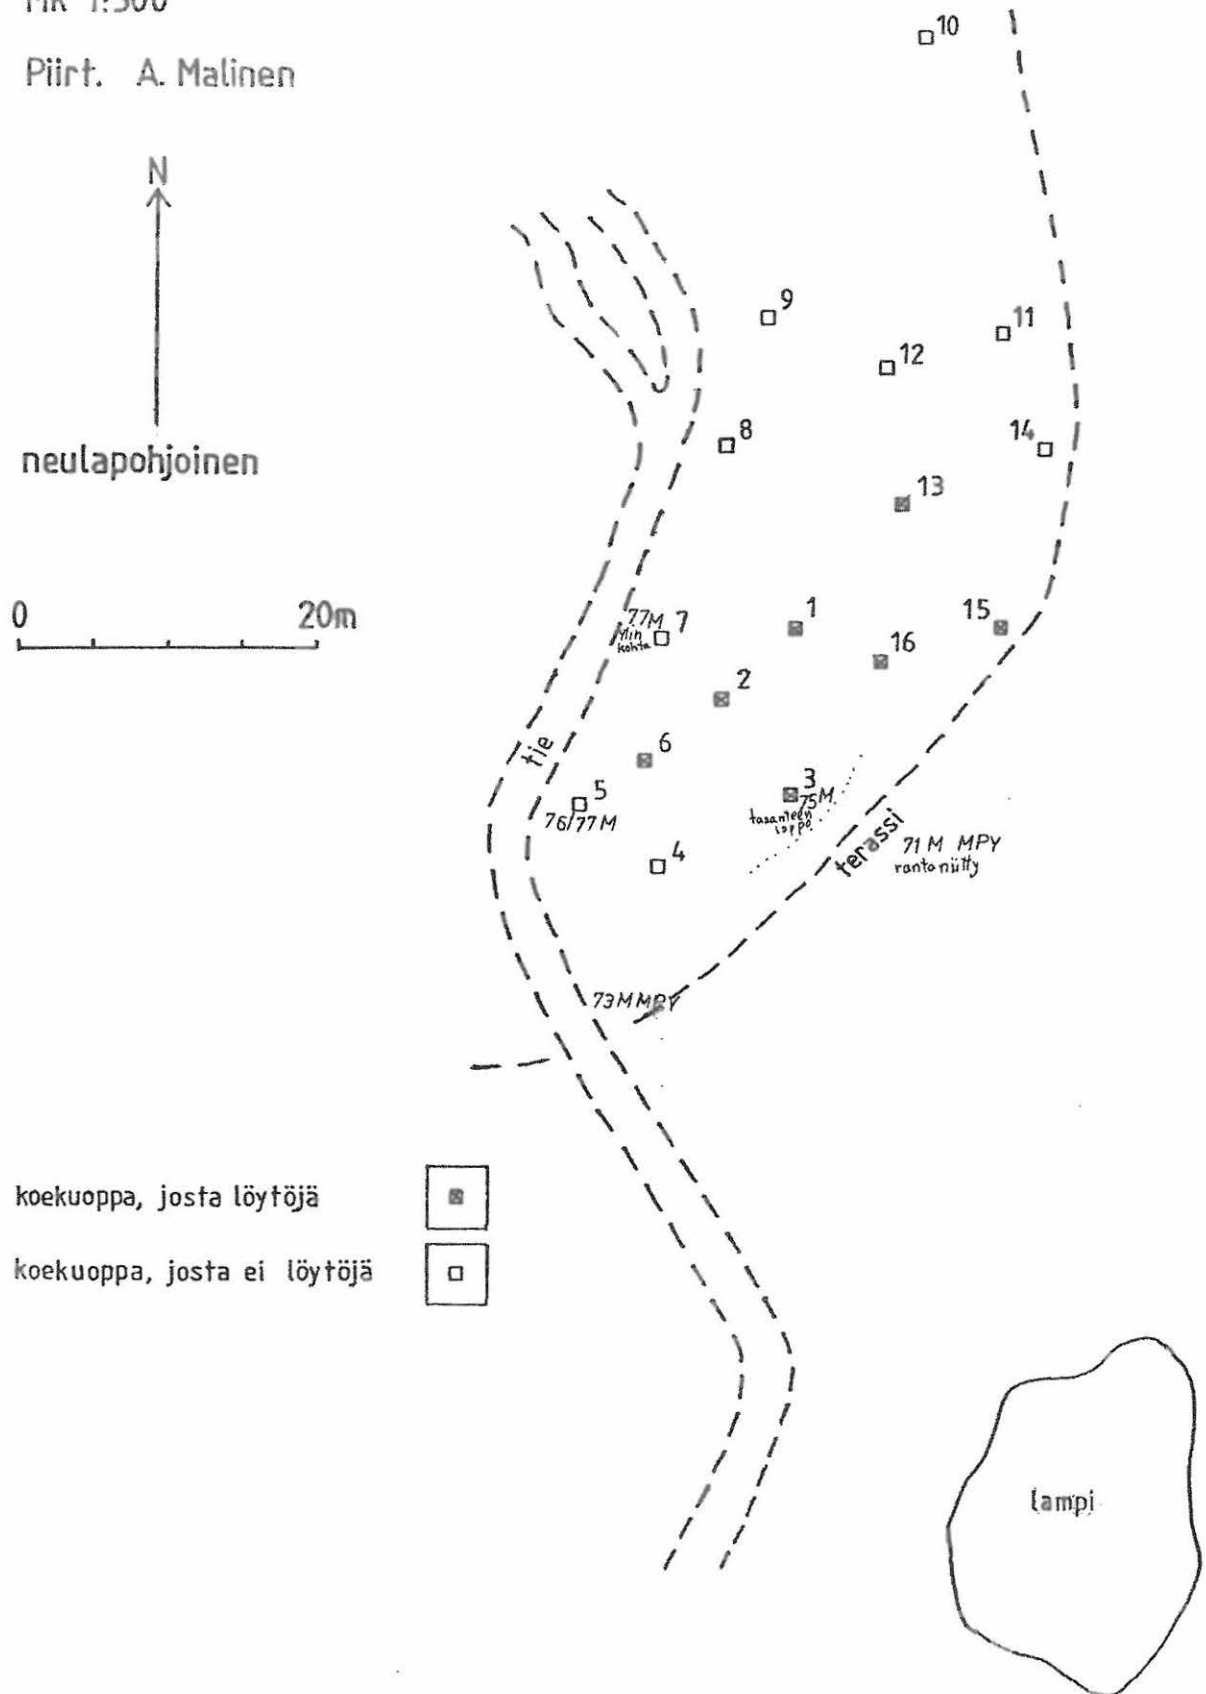 MK 1:500
Piirt. A. Malinen
N
neulapohjoinen
0 20m
10
9
11
12
8
14
13
77M 7
Ylin
kohta
1
15
16
2
tie
6
5
76/77M
3
75M
tasanteen
loppu
4
terassi
71 M MPY
rantaniitty
73 M MPY
koekuoppa, josta löytöjä
koekuoppa, josta ei löytöjä
lampi